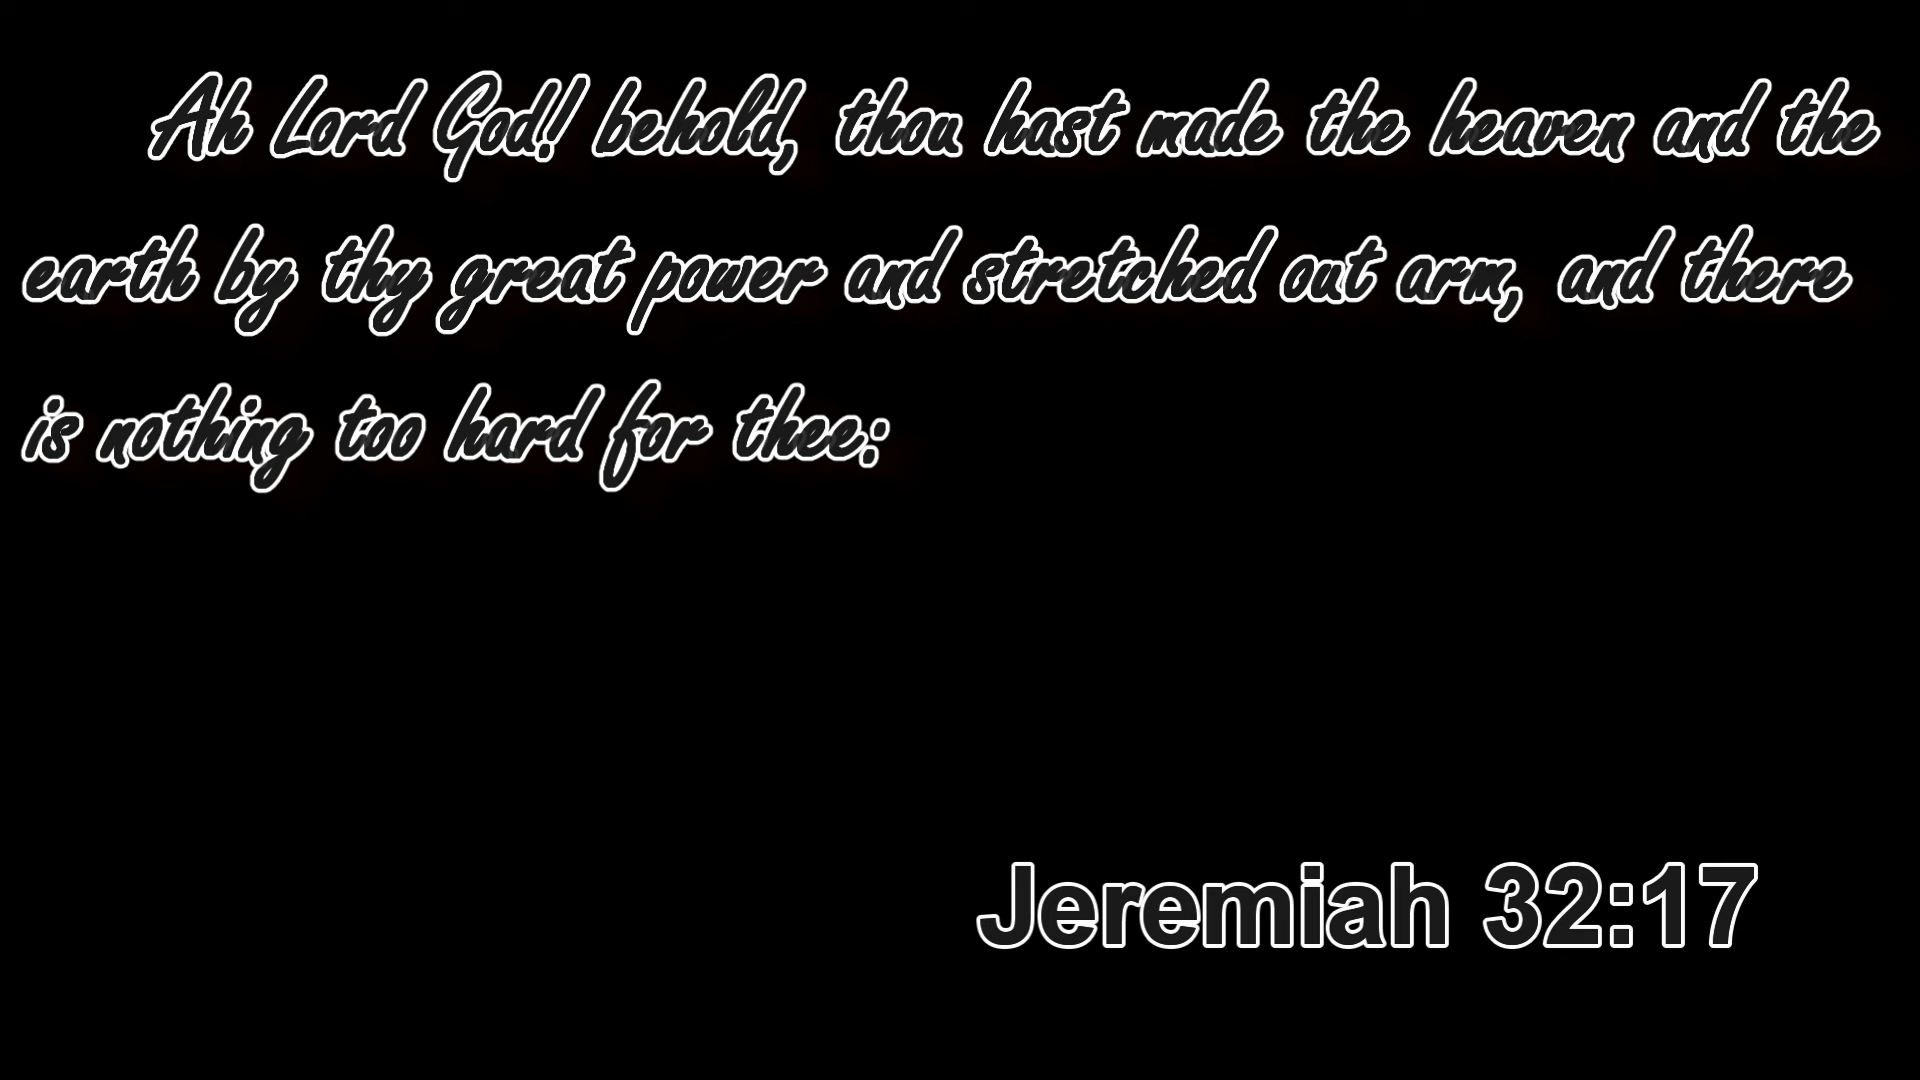 Ah Lord God! behold, thou hast made the heaven and the
earth by thy great power and stretched out arm, and there
is nothing too hard for thee:
Jeremiah 32:17